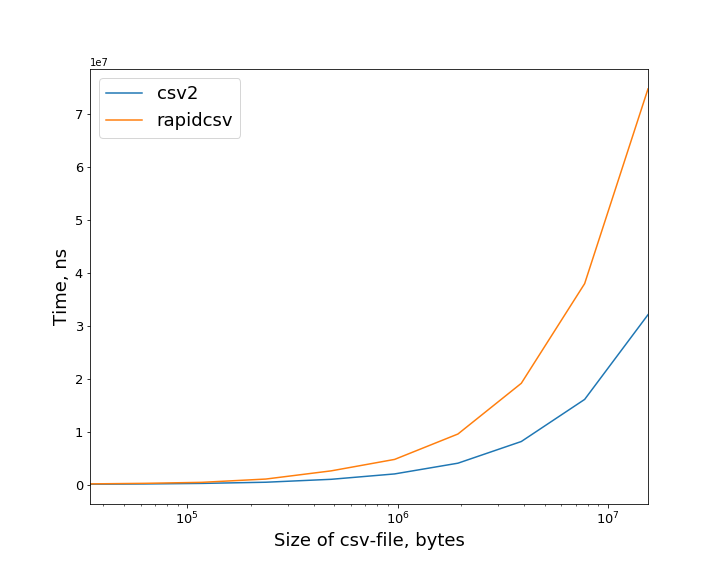 1e7
csv2
rapidcsv
7
6
5
4
3
2
1
0
Time, ns
10⁵
10⁶
10⁷
Size of csv-file, bytes